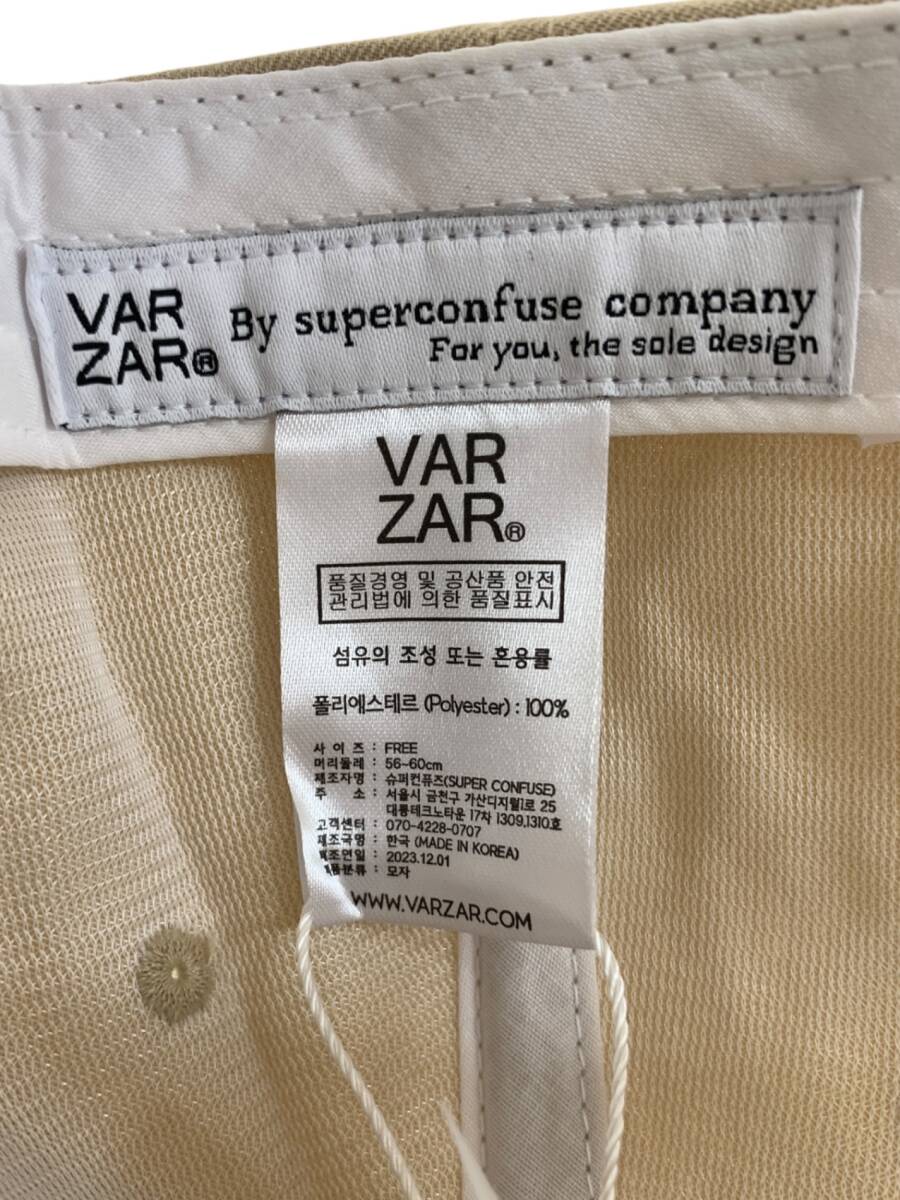 VAR
ZAR®
By superconfuse company
For you, the sole design
VAR
ZAR®
품질경영 및 공산품 안전
관리법에 의한 품질표시
섬유의 조성 또는 혼용률
폴리에스테르 (Polyester) : 100%
사 이 즈 : FREE
머리둘레 : 56~60cm
제조자명 : 슈퍼컨퓨즈(SUPER CONFUSE)
주 소 : 서울시 금천구 가산디지털1로 25
대륭테크노타운 17차 1309,1310호
고객센터 : 070-4228-0707
제조국명 : 한국 (MADE IN KOREA)
제조연일 : 2023.12.01
품분류 : 모자
WWW.VARZAR.COM